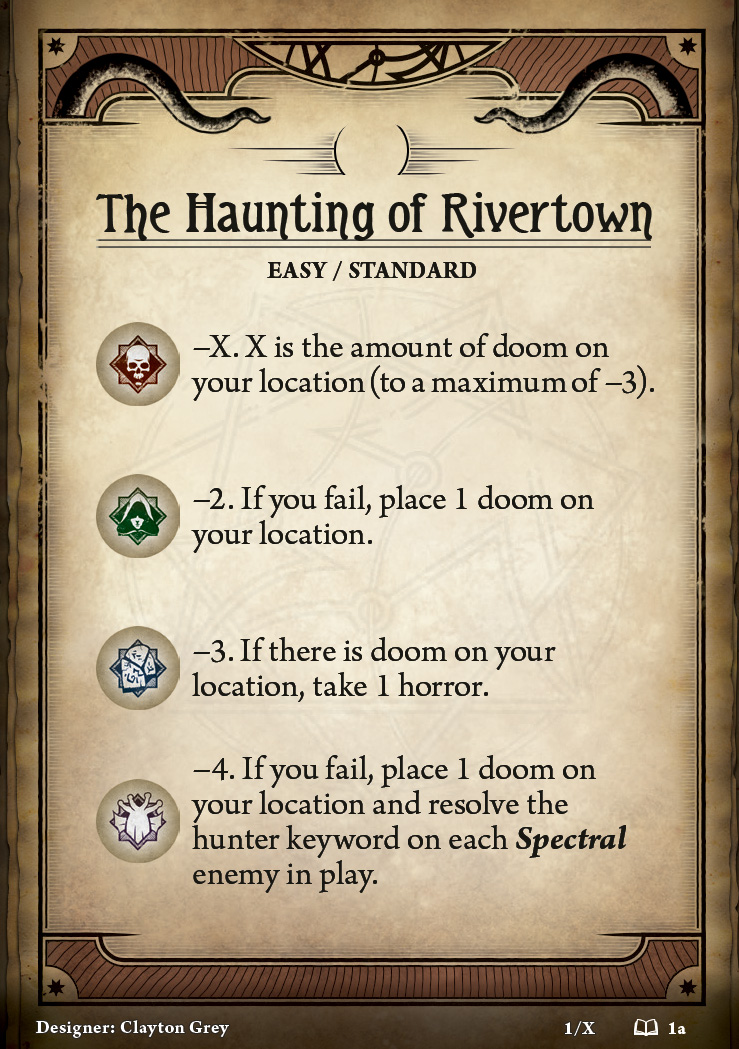 The Haunting of Rivertown
EASY / STANDARD
–X. X is the amount of doom on
your location (to a maximum of –3).
–2. If you fail, place 1 doom on
your location.
–3. If there is doom on your
location, take 1 horror.
–4. If you fail, place 1 doom on
your location and resolve the
hunter keyword on each Spectral
enemy in play.
Designer: Clayton Grey 1/X 1a